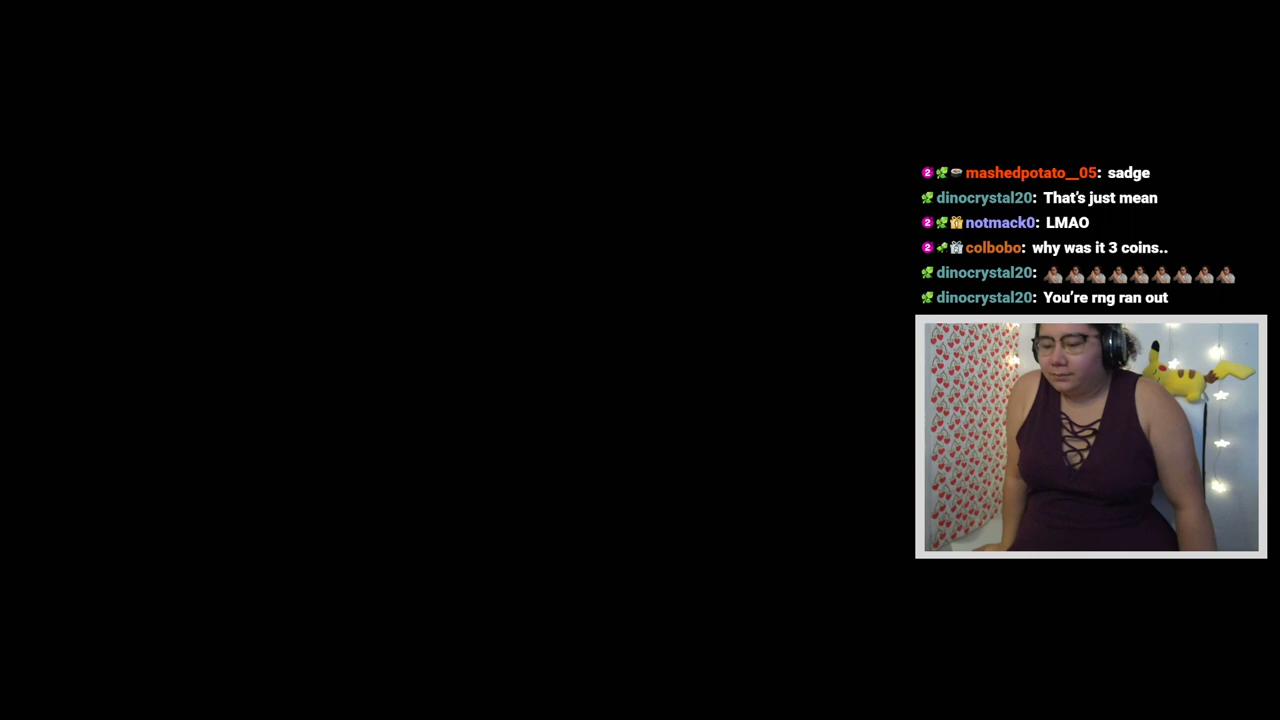 mashedpotato__05: sadge
dinocrystal20: That's just mean
notmack0: LMAO
colbobo: why was it 3 coins..
dinocrystal20:
dinocrystal20: You're rng ran out